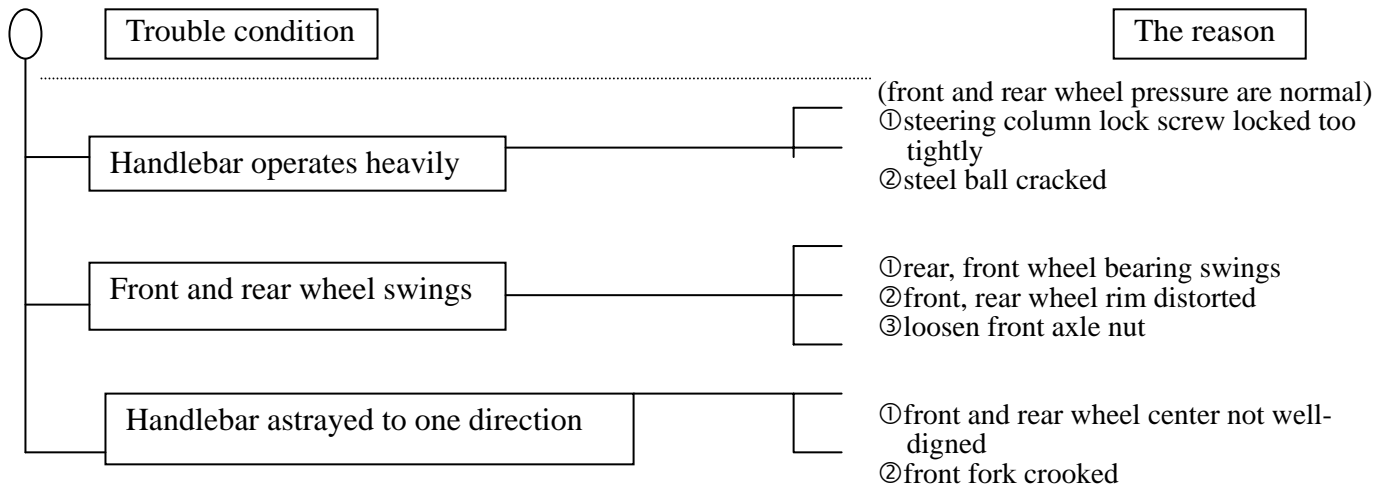 Trouble condition
The reason
(front and rear wheel pressure are normal)
Handlebar operates heavily
①steering column lock screw locked too
tightly
②steel ball cracked
Front and rear wheel swings
①rear, front wheel bearing swings
②front, rear wheel rim distorted
③loosen front axle nut
Handlebar astrayed to one direction
①front and rear wheel center not well-
digned
②front fork crooked